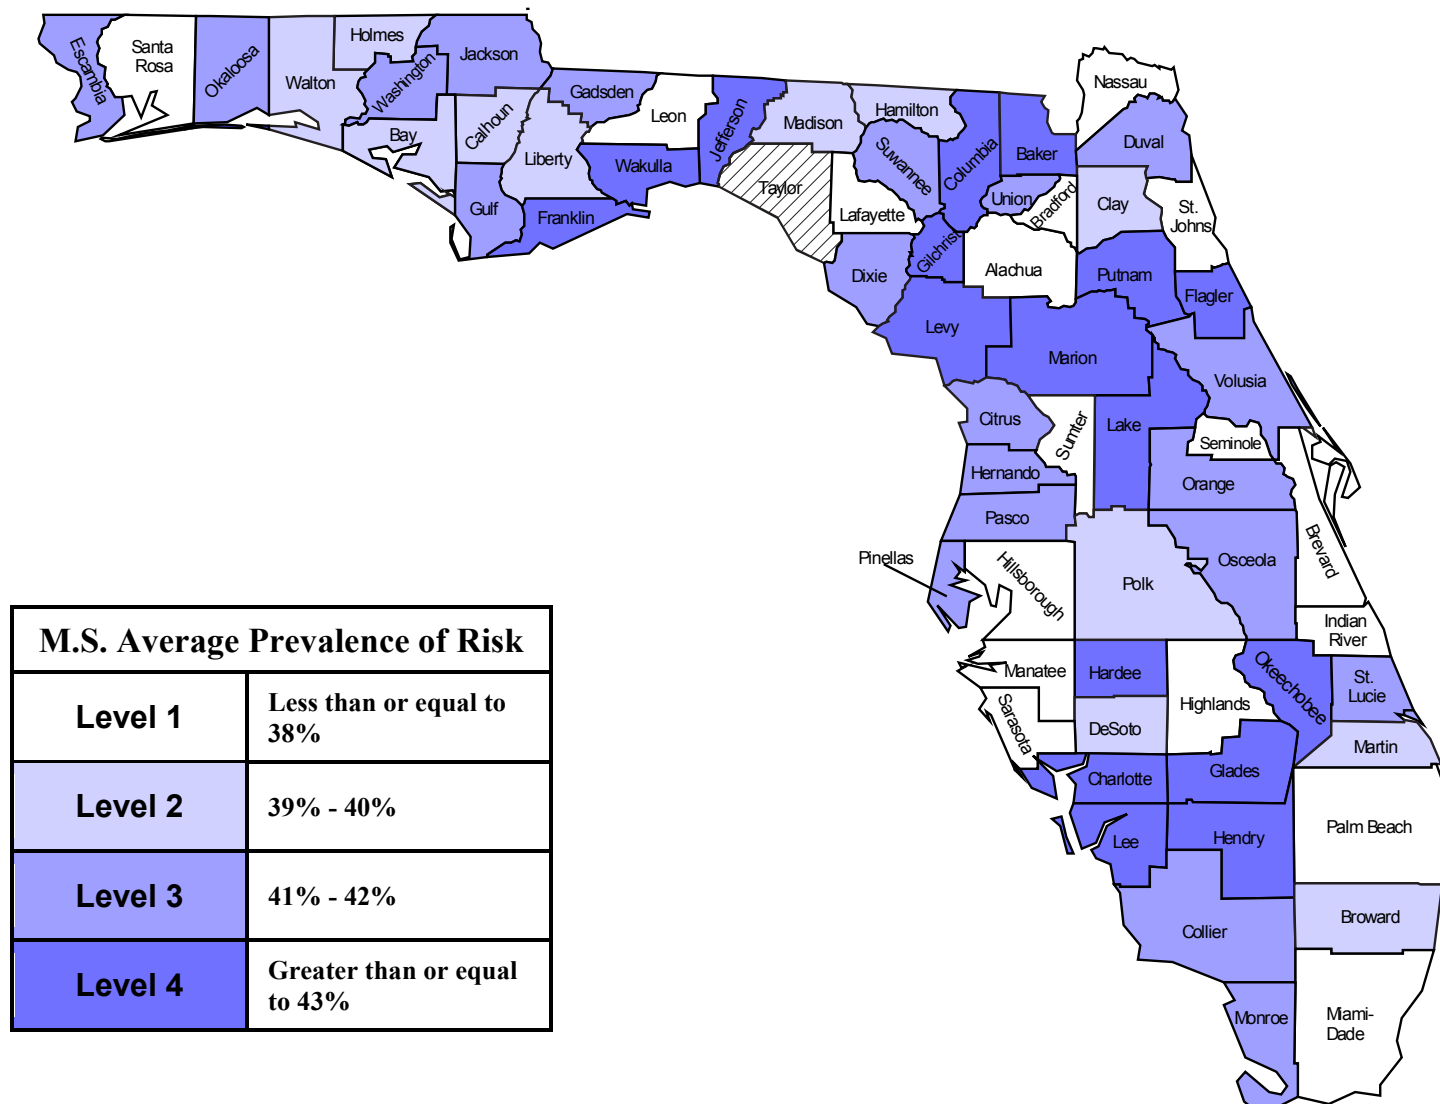 Escambia
Santa
Rosa
Okaloosa
Walton
Holmes
Washington
Jackson
Bay
Calhoun
Gulf
Liberty
Gadsden
Franklin
Wakulla
Leon
Jefferson
Madison
Taylor
Hamilton
Suwannee
Lafayette
Dixie
Columbia
Gilchrist
Baker
Union
Bradford
Alachua
Levy
Nassau
Duval
Clay
St.
Johns
Putnam
Flagler
Marion
Volusia
Citrus
Sumter
Lake
Seminole
Hernando
Orange
Pasco
Pinellas
Hillsborough
Polk
Osceola
Brevard
Indian
River
Manatee
Hardee
Highlands
Okeechobee
St.
Lucie
Sarasota
DeSoto
Martin
Charlotte
Glades
Lee
Hendry
Palm Beach
Collier
Broward
Monroe
Miami-
Dade
M.S. Average Prevalence of Risk
Level 1
Less than or equal to
38%
Level 2
39% - 40%
Level 3
41% - 42%
Level 4
Greater than or equal
to 43%